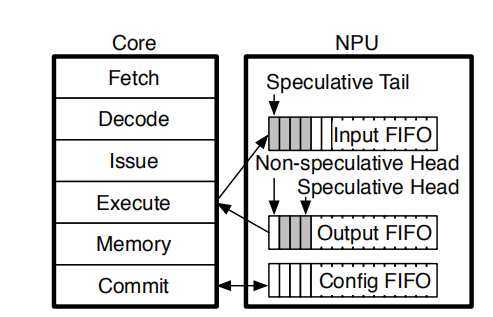 Core
NPU
Fetch
Decode
Issue
Execute
Memory
Commit
Speculative Tail
Input FIFO
Non-speculative Head
Speculative Head
Output FIFO
Config FIFO